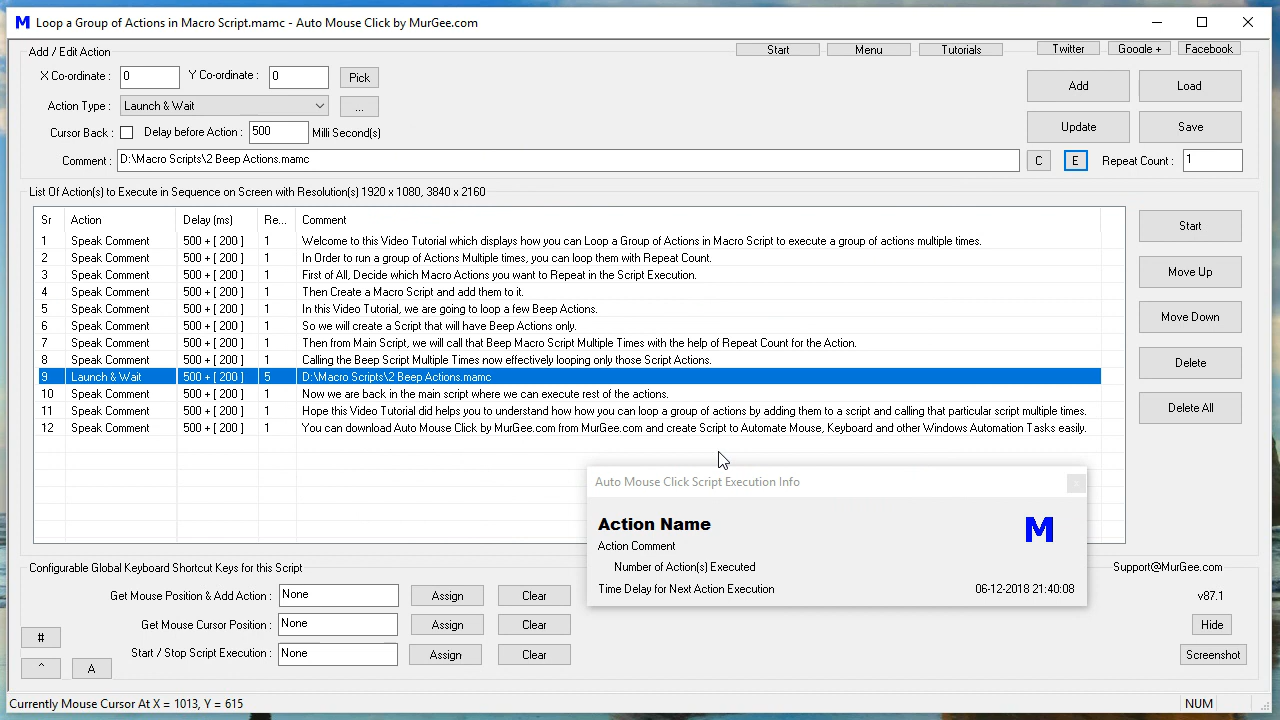 M Loop a Group of Actions in Macro Script.mamc - Auto Mouse Click by MurGee.com
Add / Edit Action
Start Menu Tutorials Twitter Google + Facebook
X Co-ordinate : 0 Y Co-ordinate : 0 Pick
Add Load
Action Type : Launch & Wait ...
Cursor Back : Delay before Action : 500 Milli Second(s)
Update Save
Comment : D:\Macro Scripts\2 Beep Actions.mamc C E Repeat Count : 1
List Of Action(s) to Execute in Sequence on Screen with Resolution(s) 1920 x 1080, 3840 x 2160
Sr Action Delay (ms) Re... Comment
1 Speak Comment 500 + [ 200 ] 1 Welcome to this Video Tutorial which displays how you can Loop a Group of Actions in Macro Script to execute a group of actions multiple times.
2 Speak Comment 500 + [ 200 ] 1 In Order to run a group of Actions Multiple times, you can loop them with Repeat Count.
3 Speak Comment 500 + [ 200 ] 1 First of All, Decide which Macro Actions you want to Repeat in the Script Execution.
4 Speak Comment 500 + [ 200 ] 1 Then Create a Macro Script and add them to it.
5 Speak Comment 500 + [ 200 ] 1 In this Video Tutorial, we are going to loop a few Beep Actions.
6 Speak Comment 500 + [ 200 ] 1 So we will create a Script that will have Beep Actions only.
7 Speak Comment 500 + [ 200 ] 1 Then from Main Script, we will call that Beep Macro Script Multiple Times with the help of Repeat Count for the Action.
8 Speak Comment 500 + [ 200 ] 1 Calling the Beep Script Multiple Times now effectively looping only those Script Actions.
9 Launch & Wait 500 + [ 200 ] 5 D:\Macro Scripts\2 Beep Actions.mamc
10 Speak Comment 500 + [ 200 ] 1 Now we are back in the main script where we can execute rest of the actions.
11 Speak Comment 500 + [ 200 ] 1 Hope this Video Tutorial did helps you to understand how how you can loop a group of actions by adding them to a script and calling that particular script multiple times.
12 Speak Comment 500 + [ 200 ] 1 You can download Auto Mouse Click by MurGee.com from MurGee.com and create Script to Automate Mouse, Keyboard and other Windows Automation Tasks easily.
Start
Move Up
Move Down
Delete
Delete All
Auto Mouse Click Script Execution Info x
Action Name M
Action Comment
Number of Action(s) Executed
Time Delay for Next Action Execution 06-12-2018 21:40:08
Configurable Global Keyboard Shortcut Keys for this Script
Get Mouse Position & Add Action : None Assign Clear
Get Mouse Cursor Position : None Assign Clear
Start / Stop Script Execution : None Assign Clear
#
^ A
Support@MurGee.com
v87.1
Hide
Screenshot
Currently Mouse Cursor At X = 1013, Y = 615 NUM